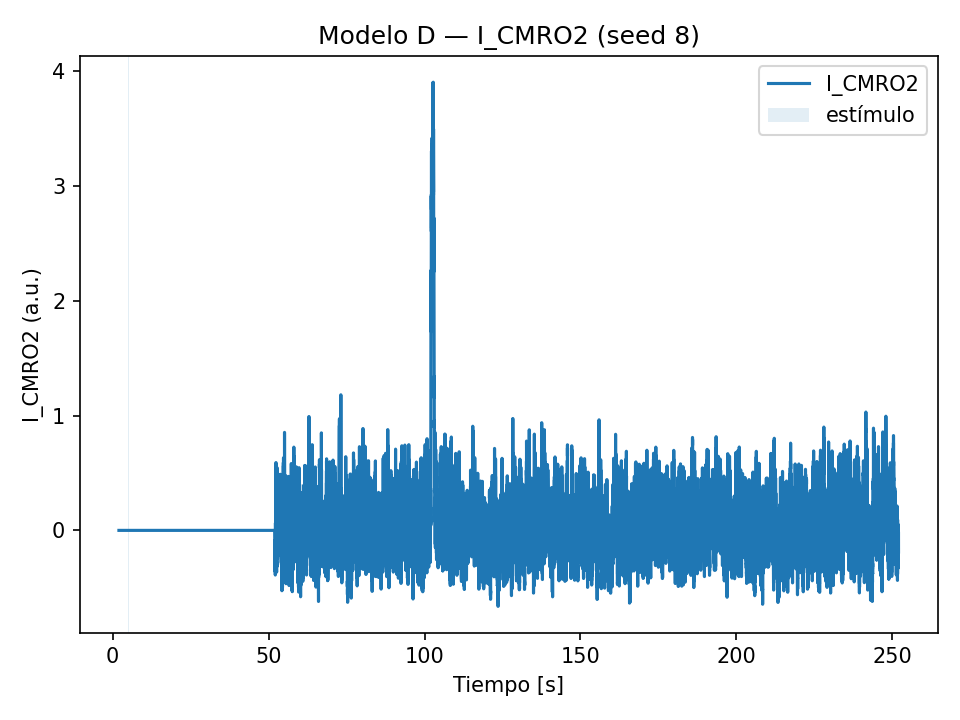 Modelo D — I_CMRO2 (seed 8)
I_CMRO2
estímulo
I_CMRO2 (a.u.)
4
3
2
1
0
0 50 100 150 200 250
Tiempo [s]